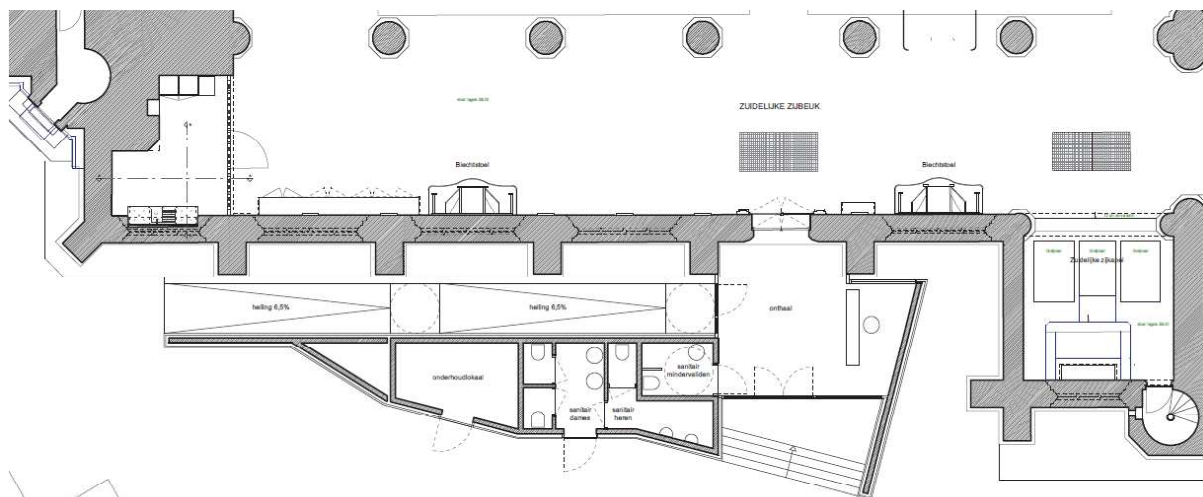 ZUIDELIJKE ZIJBEUK
Biechtstoel
Biechtstoel
Zuidelijke zijkapel
helling 6,5%
helling 6,5%
onthaal
onderhoudlokaal
sanitair
mindervaliden
sanitair
dames
sanitair
heren